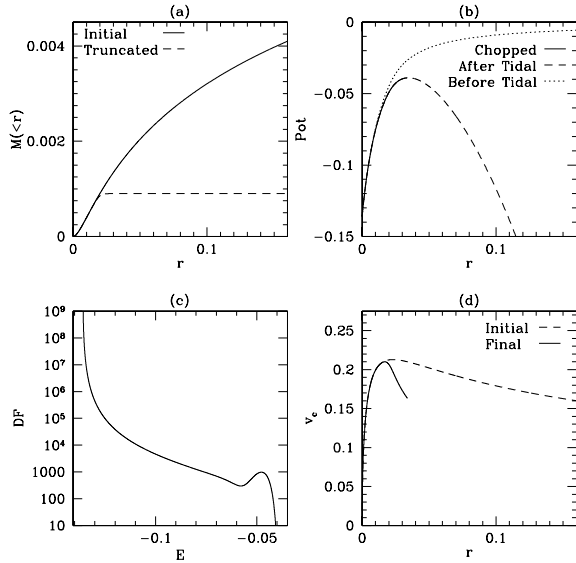 (a)
Initial
Truncated
0.004
0.002
0
M(<r)
0
0.1
r
(b)
Chopped
After Tidal
Before Tidal
0
−0.05
−0.1
−0.15
Pot
0
0.1
r
(c)
10⁹
10⁸
10⁷
10⁶
10⁵
10⁴
1000
100
10
DF
−0.1
−0.05
E
(d)
Initial
Final
0.25
0.2
0.15
0.1
0.05
0
v_c
0
0.1
r